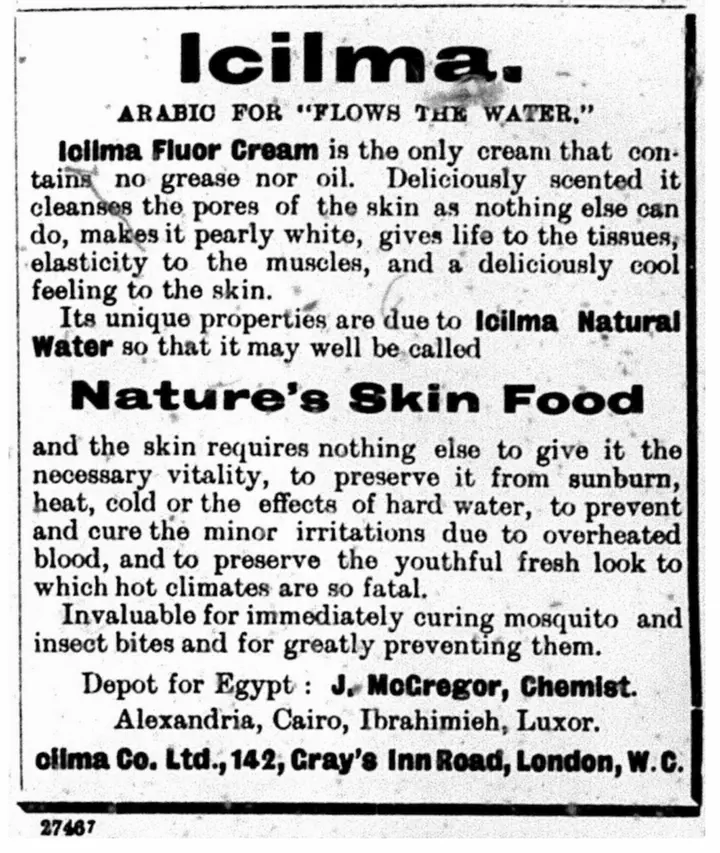 Icilma.
ARABIC FOR "FLOWS THE WATER."
Icilma Fluor Cream is the only cream that con-
tains no grease nor oil. Deliciously scented it
cleanses the pores of the skin as nothing else can
do, makes it pearly white, gives life to the tissues,
elasticity to the muscles, and a deliciously cool
feeling to the skin.
Its unique properties are due to Icilma Natural
Water so that it may well be called
Nature's Skin Food
and the skin requires nothing else to give it the
necessary vitality, to preserve it from sunburn,
heat, cold or the effects of hard water, to prevent
and cure the minor irritations due to overheated
blood, and to preserve the youthful fresh look to
which hot climates are so fatal.
Invaluable for immediately curing mosquito and
insect bites and for greatly preventing them.
Depot for Egypt : J. McGregor, Chemist.
Alexandria, Cairo, Ibrahimieh, Luxor.
cilma Co. Ltd., 142, Gray's Inn Road, London, W.C.
27467